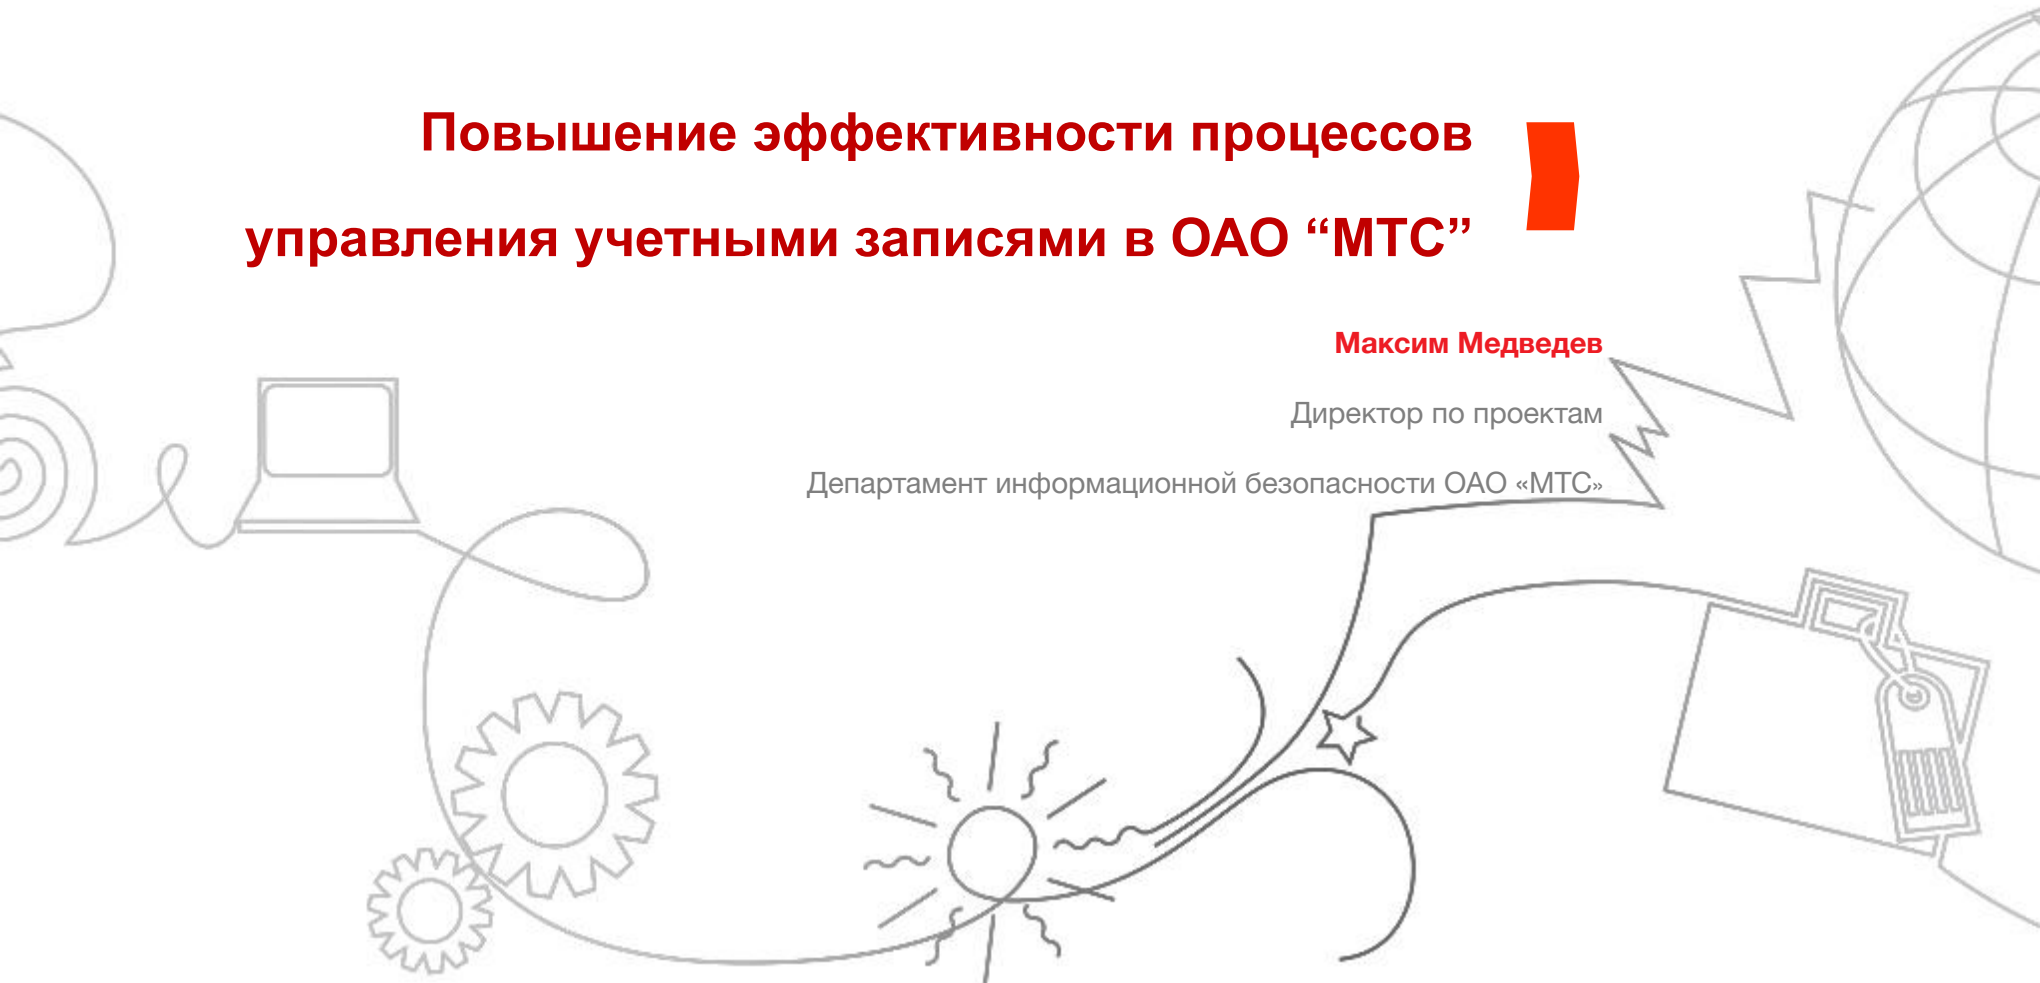 Повышение эффективности процессов
управления учетными записями в ОАО “МТС”
Максим Медведев
Директор по проектам
Департамент информационной безопасности ОАО «МТС»